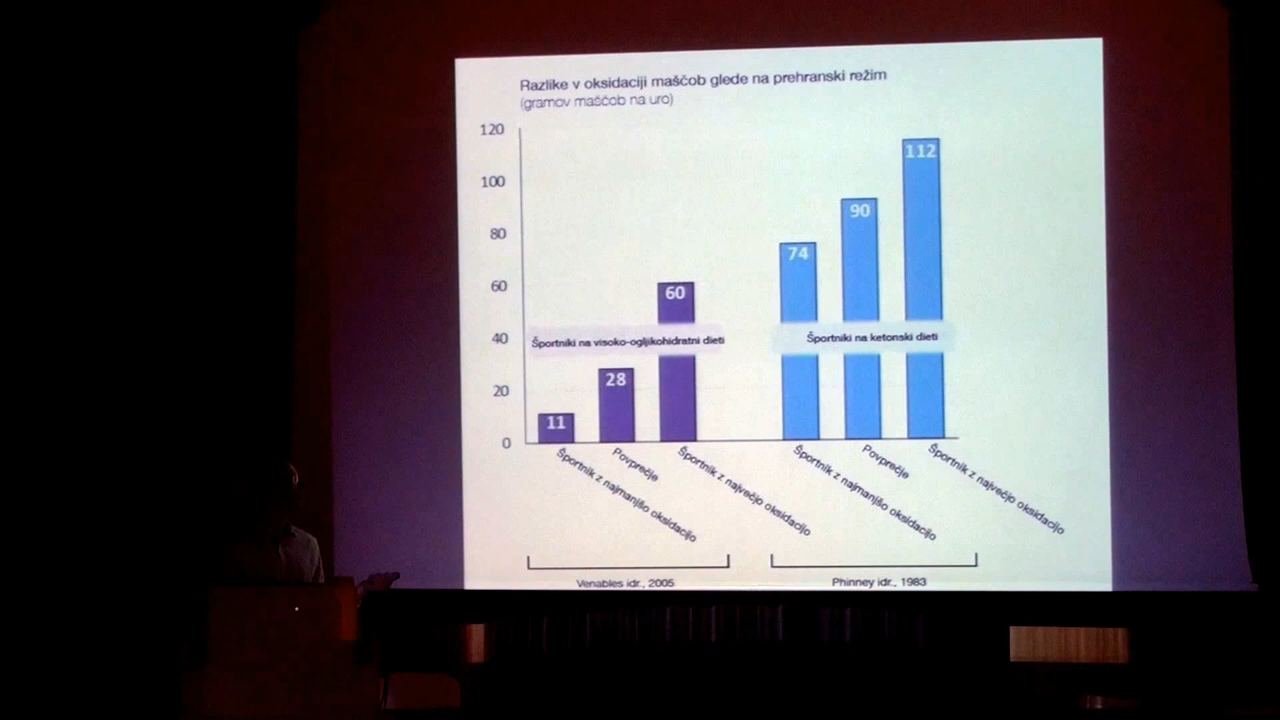 Razlike v oksidaciji maščob glede na prehranski režim
(gramov maščob na uro)
120
100
80
60
40
20
0
11
28
60
74
90
112
Športniki na visoko-ogljikohidratni dieti
Športniki na ketonski dieti
Športnik z najmanjšo oksidacijo
Povprečje
Športnik z največjo oksidacijo
Športnik z najmanjšo oksidacijo
Povprečje
Športnik z največjo oksidacijo
Venables idr., 2005
Phinney idr., 1983